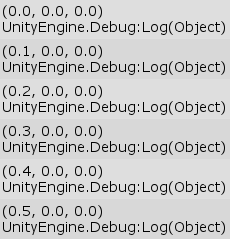 (0.0, 0.0, 0.0)
UnityEngine.Debug:Log(Object)
(0.1, 0.0, 0.0)
UnityEngine.Debug:Log(Object)
(0.2, 0.0, 0.0)
UnityEngine.Debug:Log(Object)
(0.3, 0.0, 0.0)
UnityEngine.Debug:Log(Object)
(0.4, 0.0, 0.0)
UnityEngine.Debug:Log(Object)
(0.5, 0.0, 0.0)
UnityEngine.Debug:Log(Object)